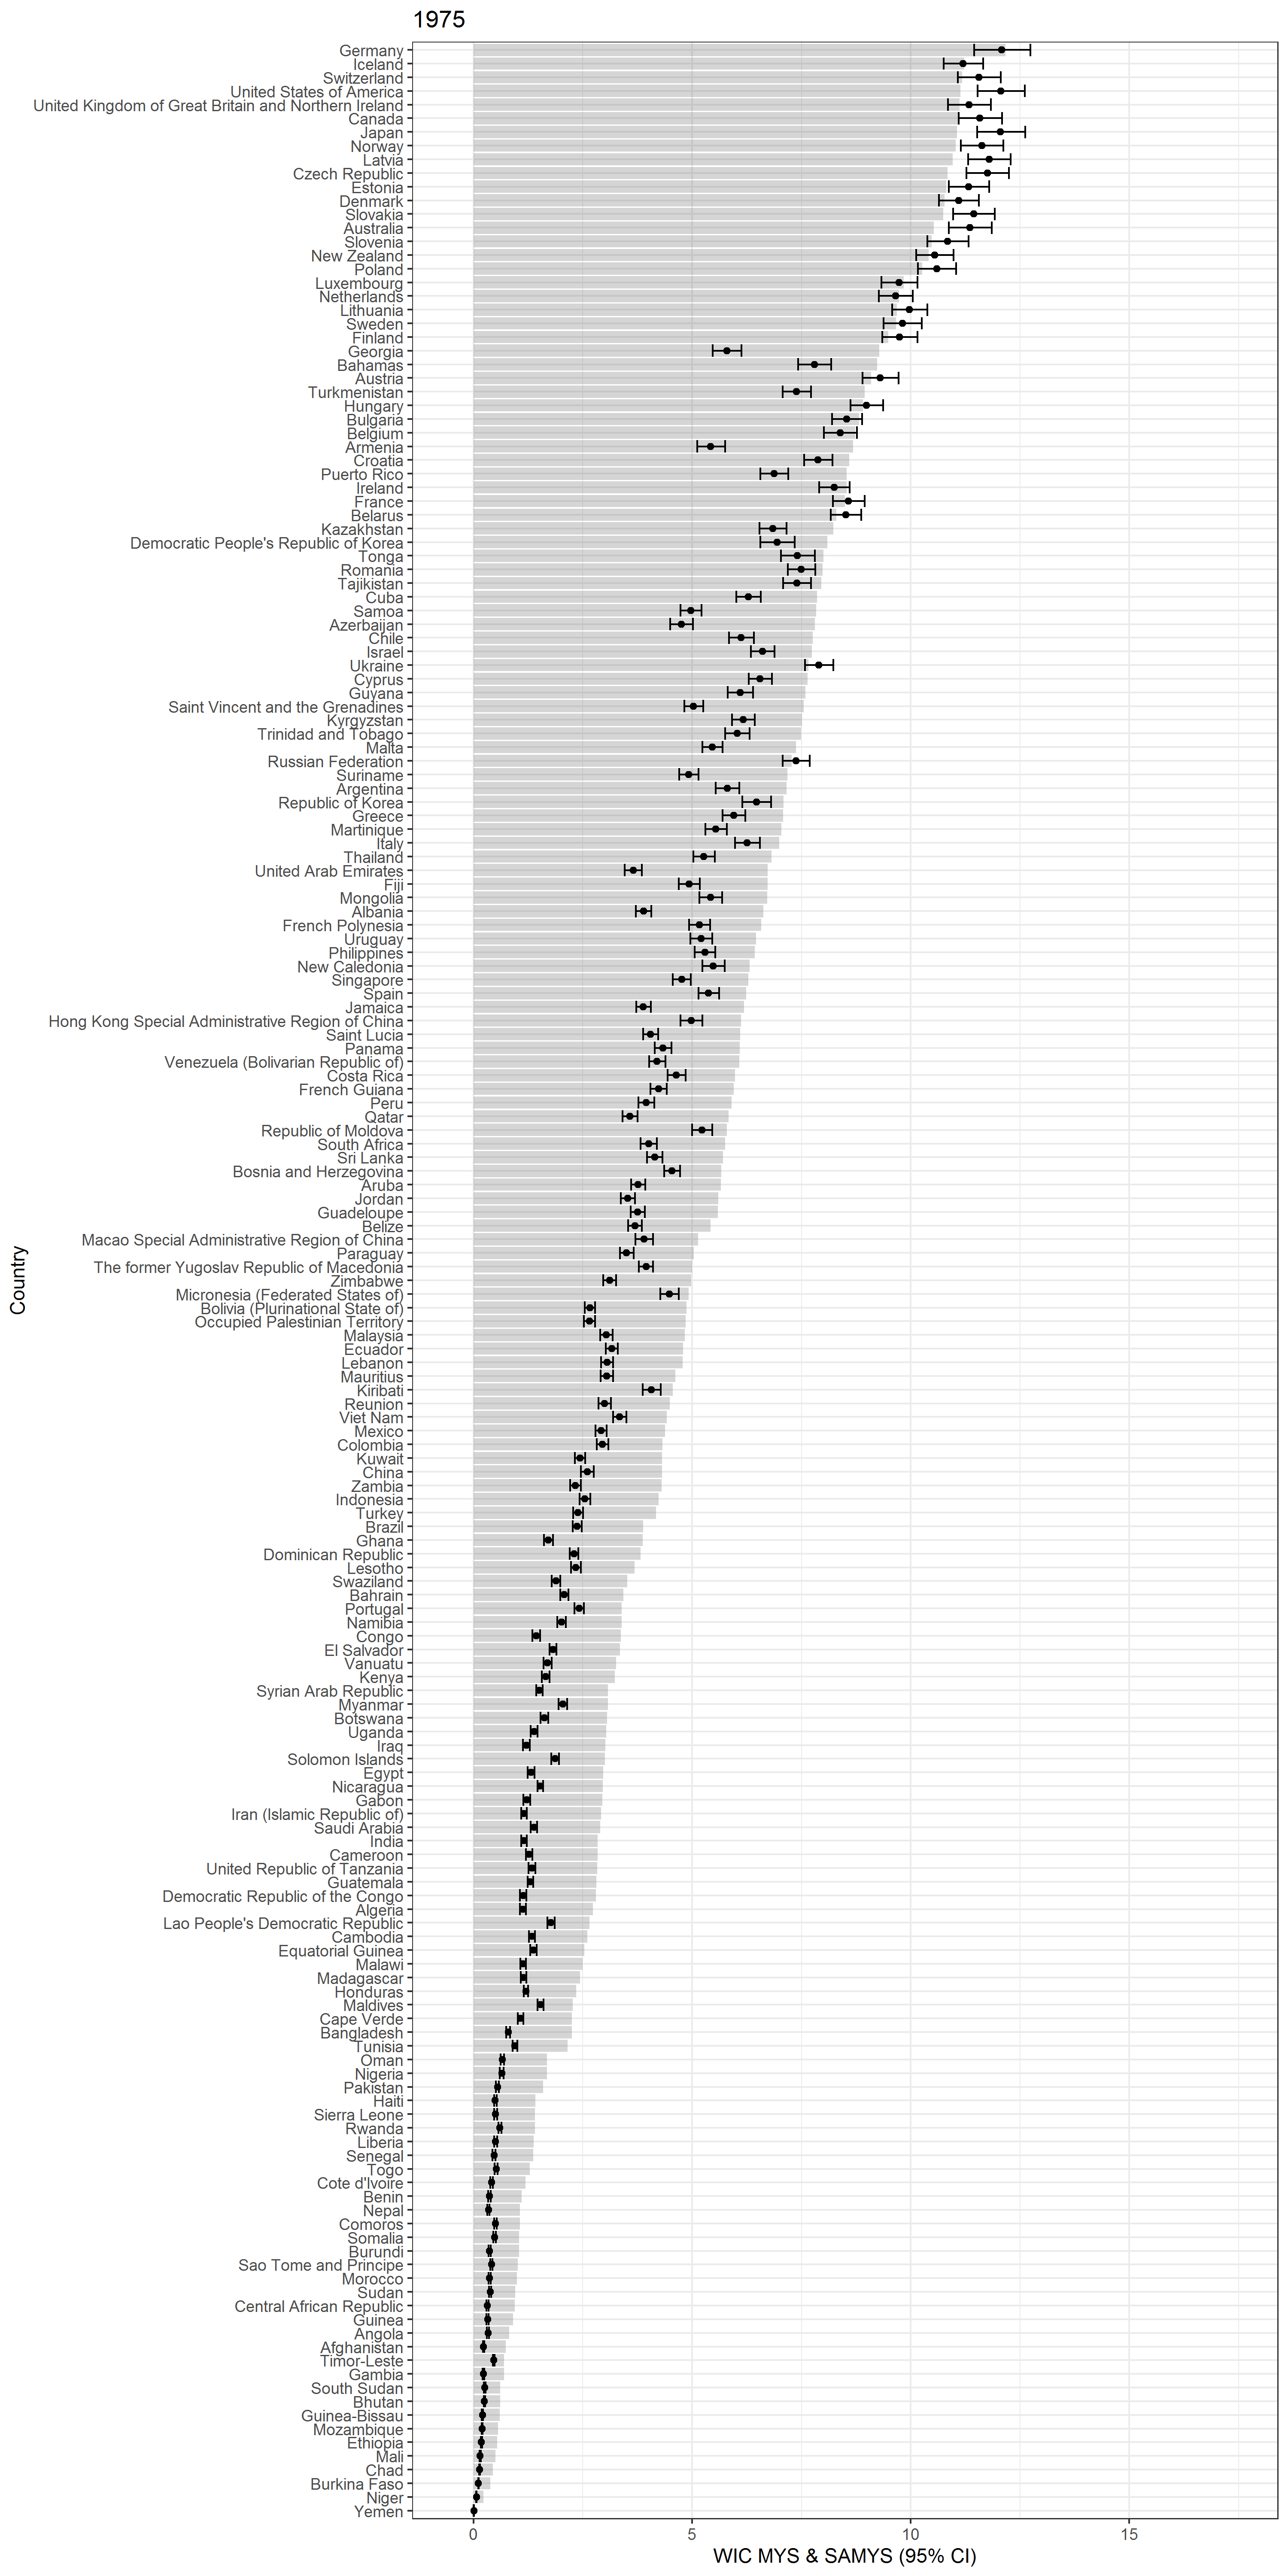 1975
Germany
Iceland
Switzerland
United States of America
United Kingdom of Great Britain and Northern Ireland
Canada
Japan
Norway
Latvia
Czech Republic
Estonia
Denmark
Slovakia
Australia
Slovenia
New Zealand
Poland
Luxembourg
Netherlands
Lithuania
Sweden
Finland
Georgia
Bahamas
Austria
Turkmenistan
Hungary
Bulgaria
Belgium
Armenia
Croatia
Puerto Rico
Ireland
France
Belarus
Kazakhstan
Democratic People's Republic of Korea
Tonga
Romania
Tajikistan
Cuba
Samoa
Azerbaijan
Chile
Israel
Ukraine
Cyprus
Guyana
Saint Vincent and the Grenadines
Kyrgyzstan
Trinidad and Tobago
Malta
Russian Federation
Suriname
Argentina
Republic of Korea
Greece
Martinique
Italy
Thailand
United Arab Emirates
Fiji
Mongolia
Albania
French Polynesia
Uruguay
Philippines
New Caledonia
Singapore
Spain
Jamaica
Hong Kong Special Administrative Region of China
Saint Lucia
Panama
Venezuela (Bolivarian Republic of)
Costa Rica
French Guiana
Peru
Qatar
Republic of Moldova
South Africa
Sri Lanka
Bosnia and Herzegovina
Aruba
Jordan
Guadeloupe
Belize
Macao Special Administrative Region of China
Paraguay
The former Yugoslav Republic of Macedonia
Zimbabwe
Micronesia (Federated States of)
Bolivia (Plurinational State of)
Occupied Palestinian Territory
Malaysia
Ecuador
Lebanon
Mauritius
Kiribati
Reunion
Viet Nam
Mexico
Colombia
Kuwait
China
Zambia
Indonesia
Turkey
Brazil
Ghana
Dominican Republic
Lesotho
Swaziland
Bahrain
Portugal
Namibia
Congo
El Salvador
Vanuatu
Kenya
Syrian Arab Republic
Myanmar
Botswana
Uganda
Iraq
Solomon Islands
Egypt
Nicaragua
Gabon
Iran (Islamic Republic of)
Saudi Arabia
India
Cameroon
United Republic of Tanzania
Guatemala
Democratic Republic of the Congo
Algeria
Lao People's Democratic Republic
Cambodia
Equatorial Guinea
Malawi
Madagascar
Honduras
Maldives
Cape Verde
Bangladesh
Tunisia
Oman
Nigeria
Pakistan
Haiti
Sierra Leone
Rwanda
Liberia
Senegal
Togo
Cote d'Ivoire
Benin
Nepal
Comoros
Somalia
Burundi
Sao Tome and Principe
Morocco
Sudan
Central African Republic
Guinea
Angola
Afghanistan
Timor-Leste
Gambia
South Sudan
Bhutan
Guinea-Bissau
Mozambique
Ethiopia
Mali
Chad
Burkina Faso
Niger
Yemen
Country
0 5 10 15
WIC MYS & SAMYS (95% CI)